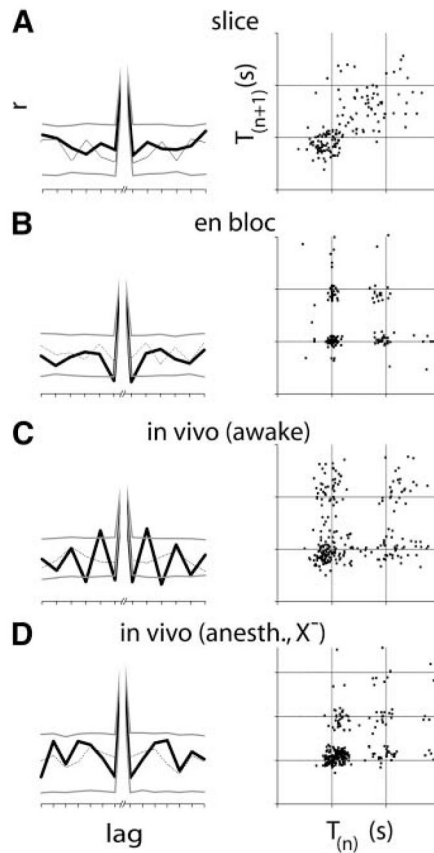 A slice
r
T(n+1) (s)
B en bloc
C in vivo (awake)
D in vivo (anesth., X⁻)
lag
T(n) (s)